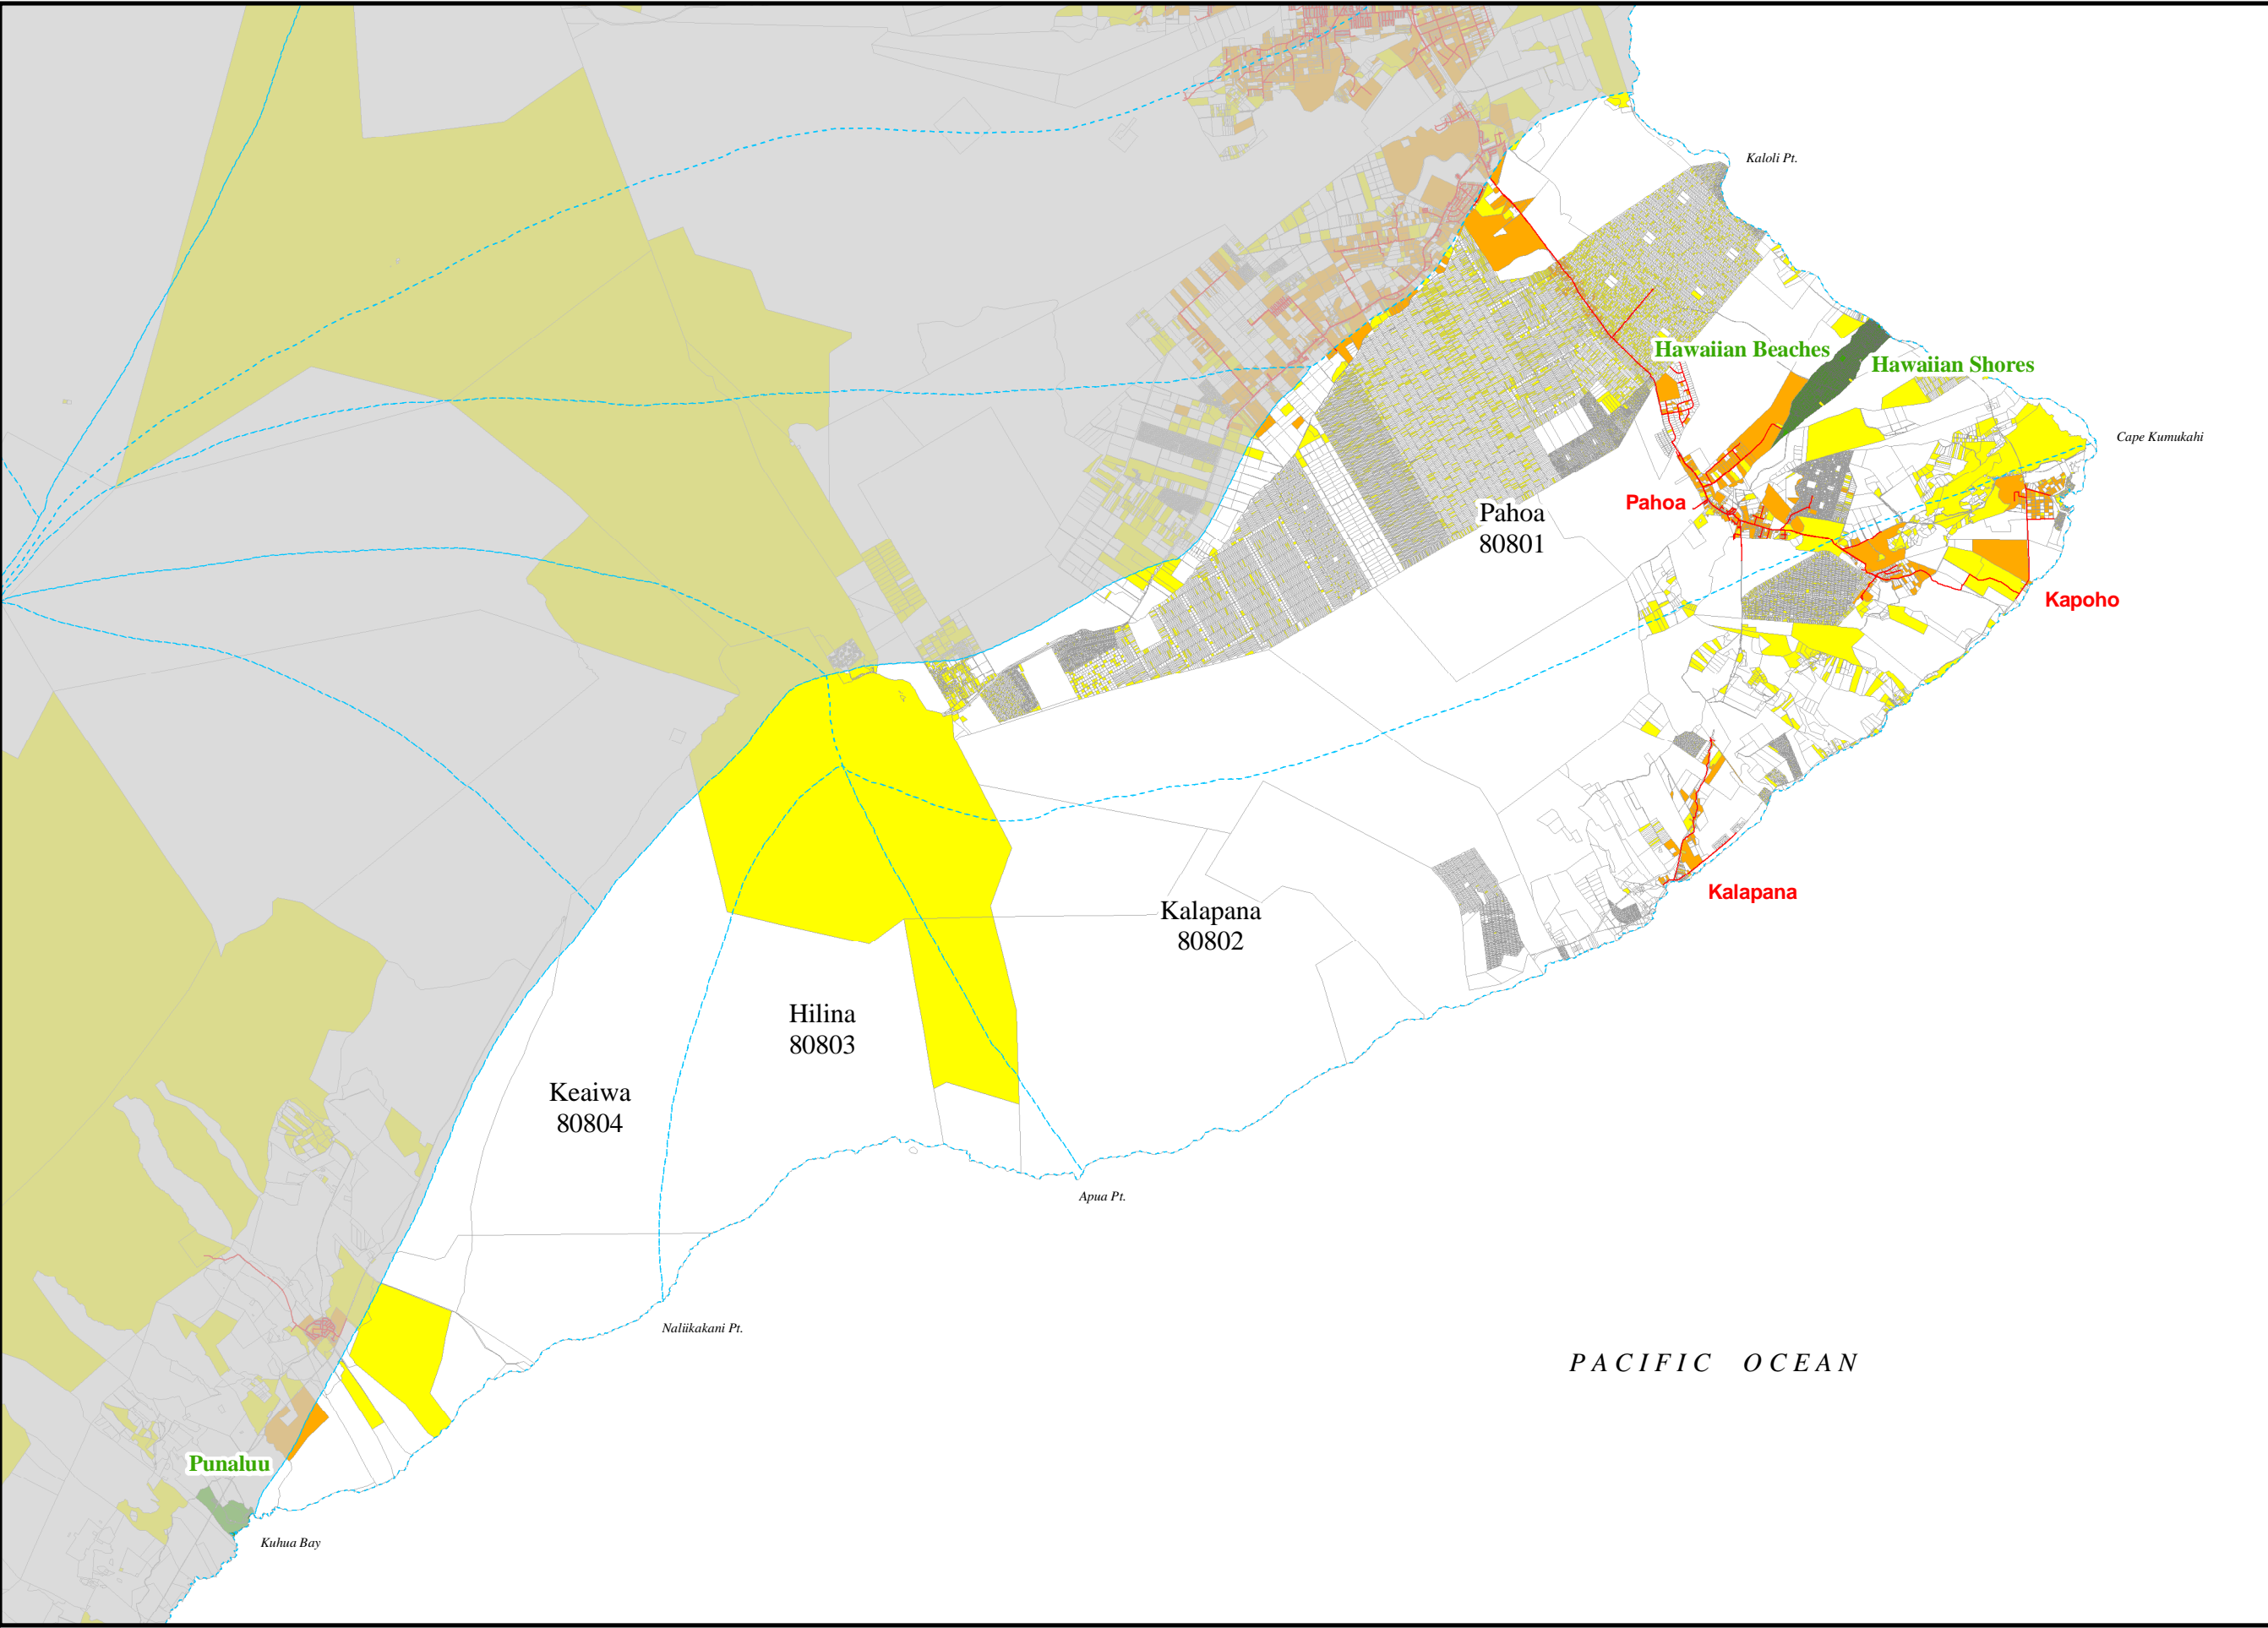 Kaloli Pt.
Hawaiian Beaches
Hawaiian Shores
Cape Kumukahi
Pahoa
Pahoa
80801
Kapoho
Kalapana
Kalapana
80802
Hilina
80803
Keaiwa
80804
Apua Pt.
Naliikakani Pt.
PACIFIC OCEAN
Punaluu
Kuhua Bay